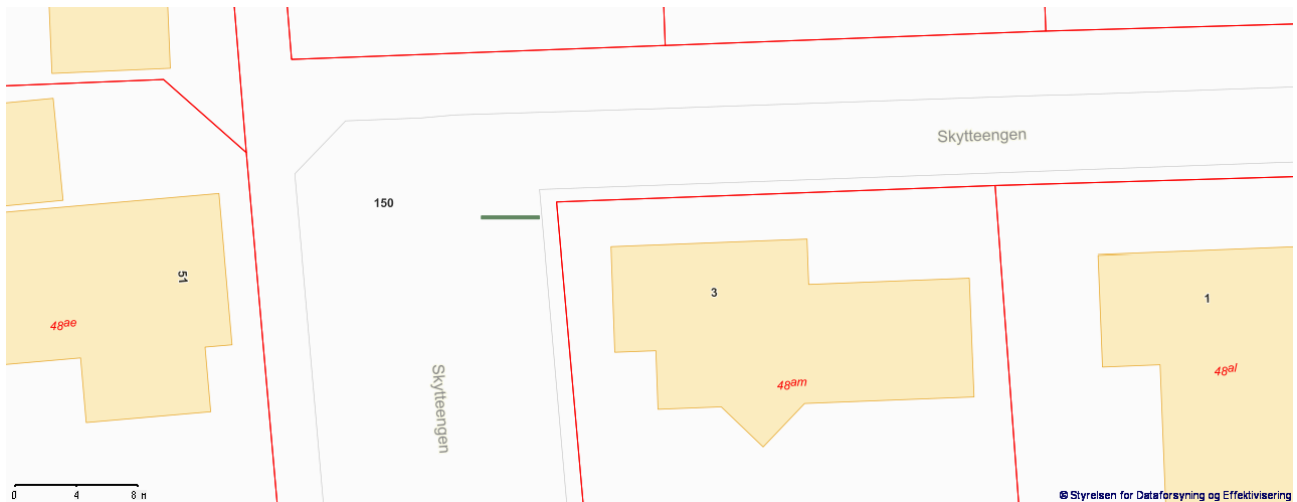 Skytteengen
150
51
3
1
48ae
48am
48al
Skytteengen
0 4 8 M
© Styrelsen for Dataforsyning og Effektivisering